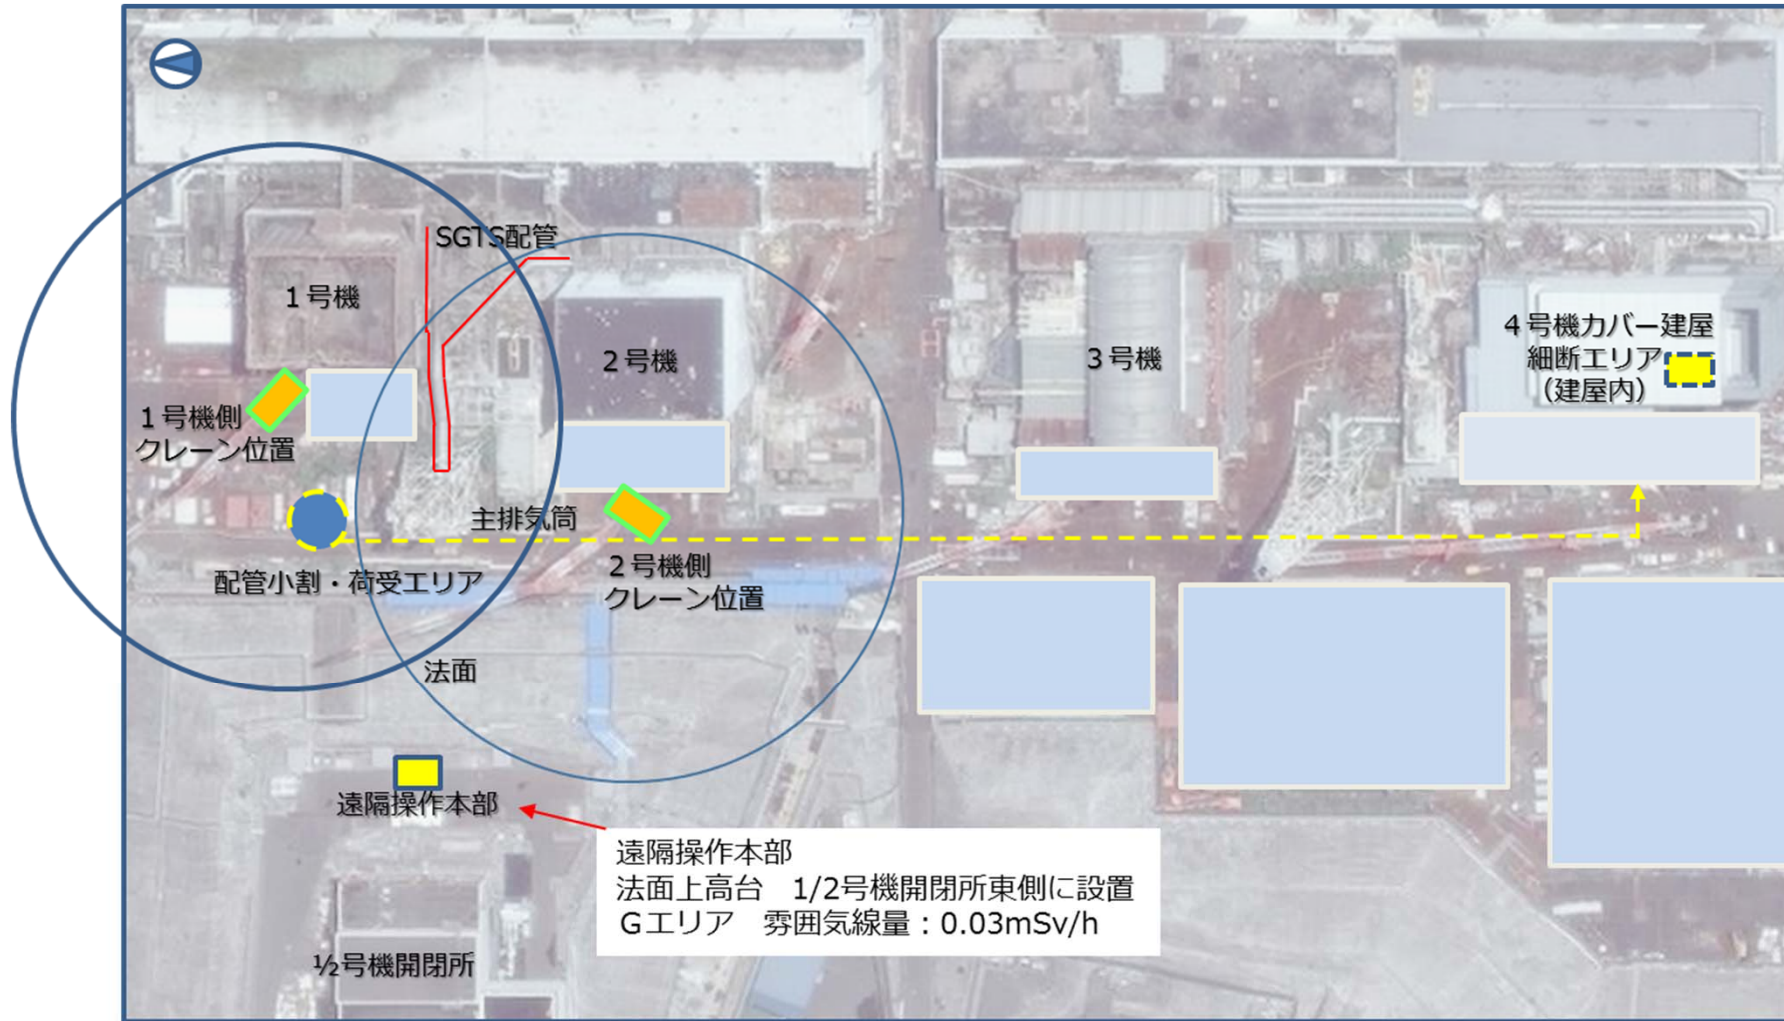 SGTS配管
1号機
2号機
3号機
4号機カバー建屋
細断エリア
(建屋内)
1号機側
クレーン位置
主排気筒
配管小割・荷受エリア
2号機側
クレーン位置
法面
遠隔操作本部
遠隔操作本部
法面上高台 1/2号機開閉所東側に設置
Gエリア 雰囲気線量:0.03mSv/h
½号機開閉所